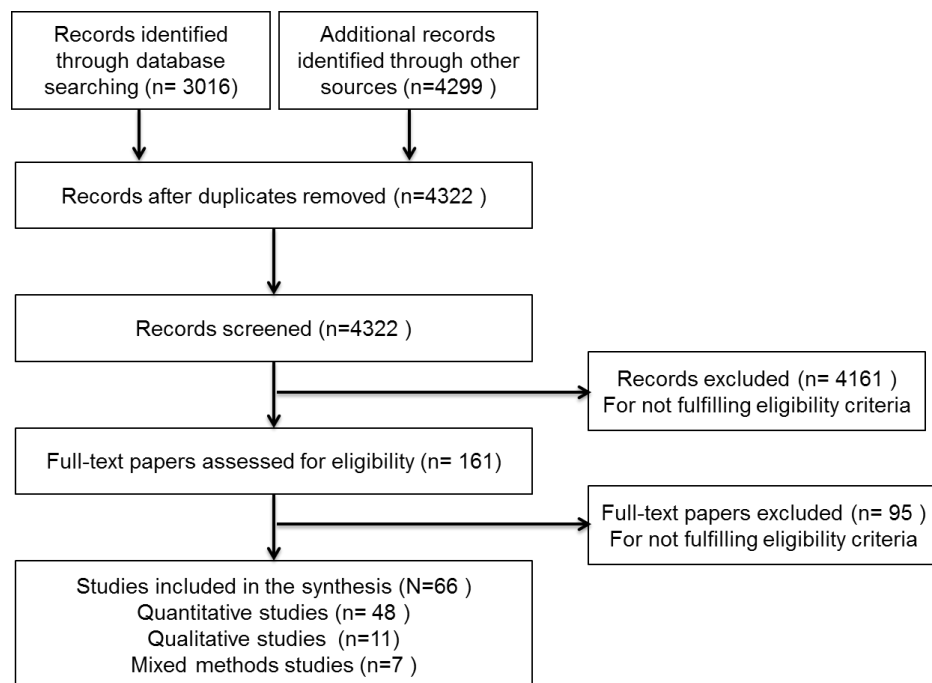 Records identified
through database
searching (n= 3016)
Additional records
identified through other
sources (n=4299 )
Records after duplicates removed (n=4322 )
Records screened (n=4322 )
Records excluded (n= 4161 )
For not fulfilling eligibility criteria
Full-text papers assessed for eligibility (n= 161)
Full-text papers excluded (n= 95 )
For not fulfilling eligibility criteria
Studies included in the synthesis (N=66 )
Quantitative studies (n= 48 )
Qualitative studies (n=11)
Mixed methods studies (n=7 )